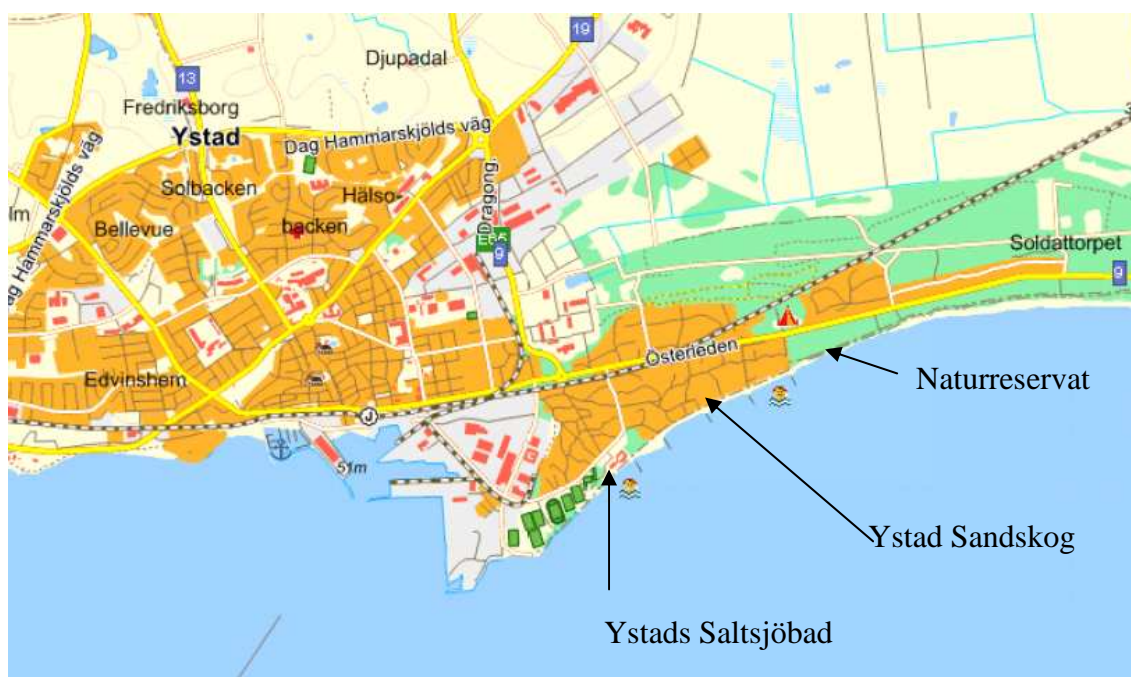 19
Djupadal
13
Fredriksborg
Ystad
Dag Hammarskjölds väg
Dag Hammarskjölds väg
Solbacken
Hälso-
backen
Bellevue
Dragong.
E65
9
Soldattorpet
9
Österleden
Edvinshem
J
51m
Naturreservat
Ystad Sandskog
Ystads Saltsjöbad